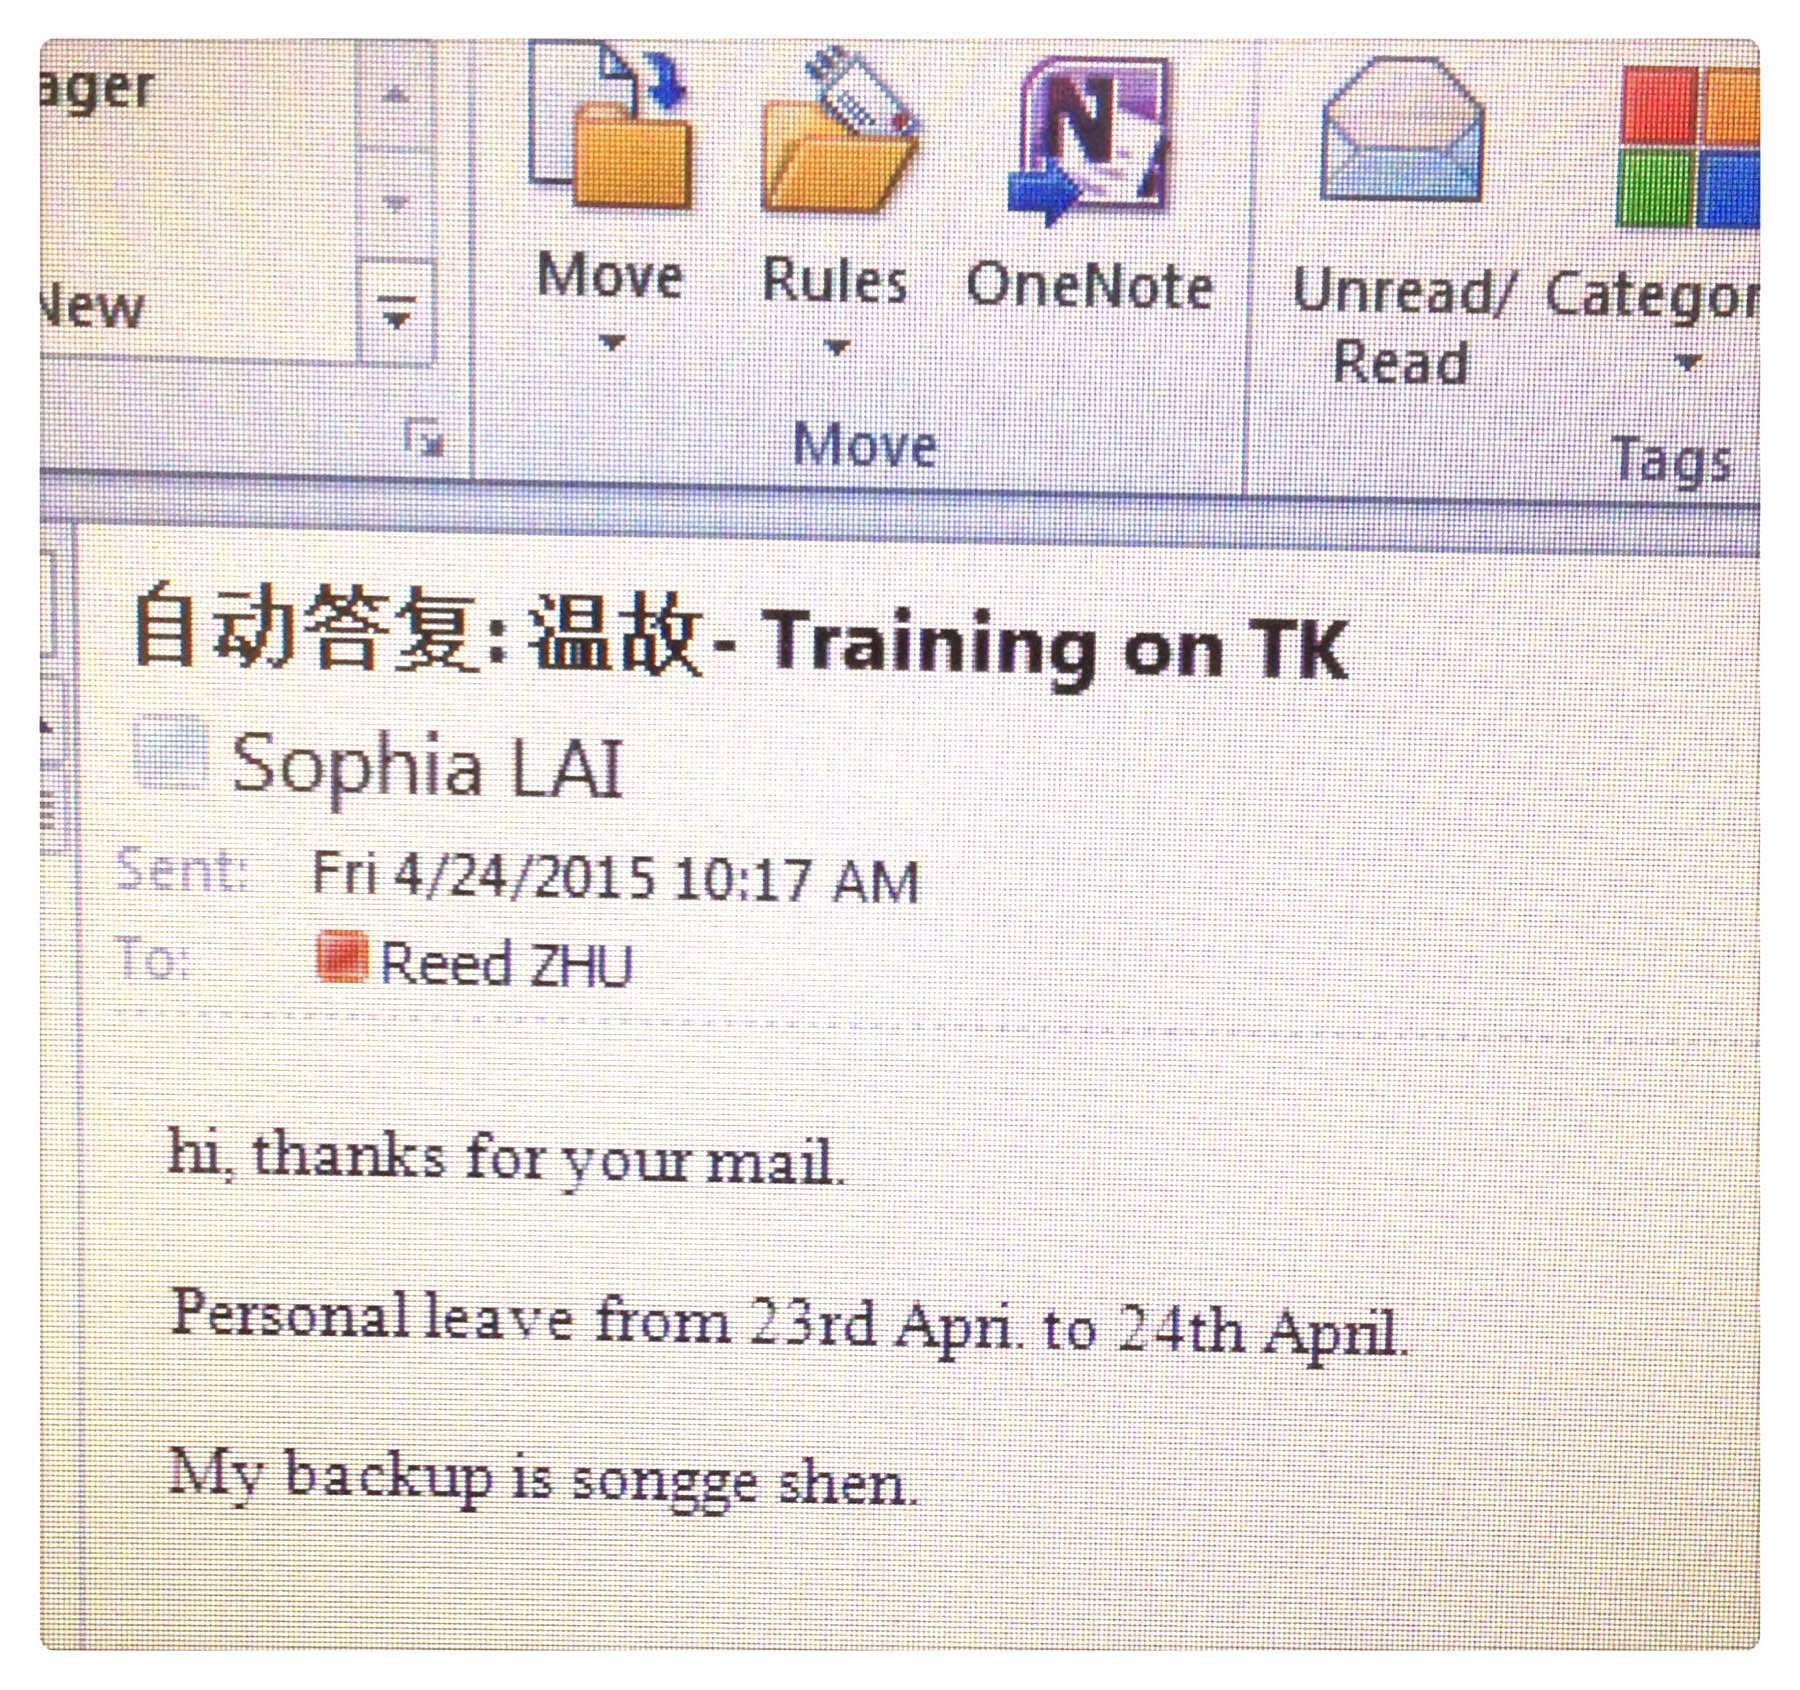 ager
New
Move
Rules
OneNote
Unread/
Read
Categor
Move
Tags
自动答复: 温故- Training on TK
Sophia LAI
Sent: Fri 4/24/2015 10:17 AM
To: Reed ZHU
hi, thanks for your mail.
Personal leave from 23rd Apri. to 24th April.
My backup is songge shen.